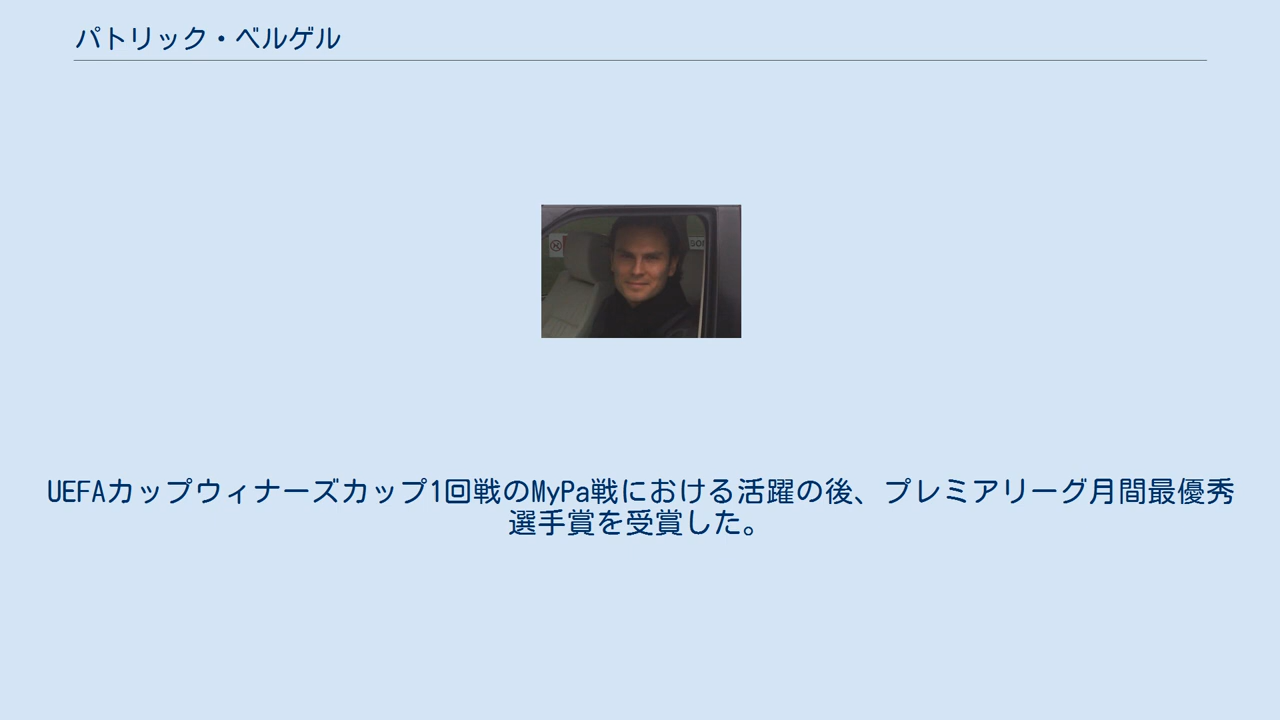 パトリック・ベルゲル
son
UEFAカップウィナーズカップ1回戦のMyPa戦における活躍の後、プレミアリーグ月間最優秀
選手賞を受賞した。